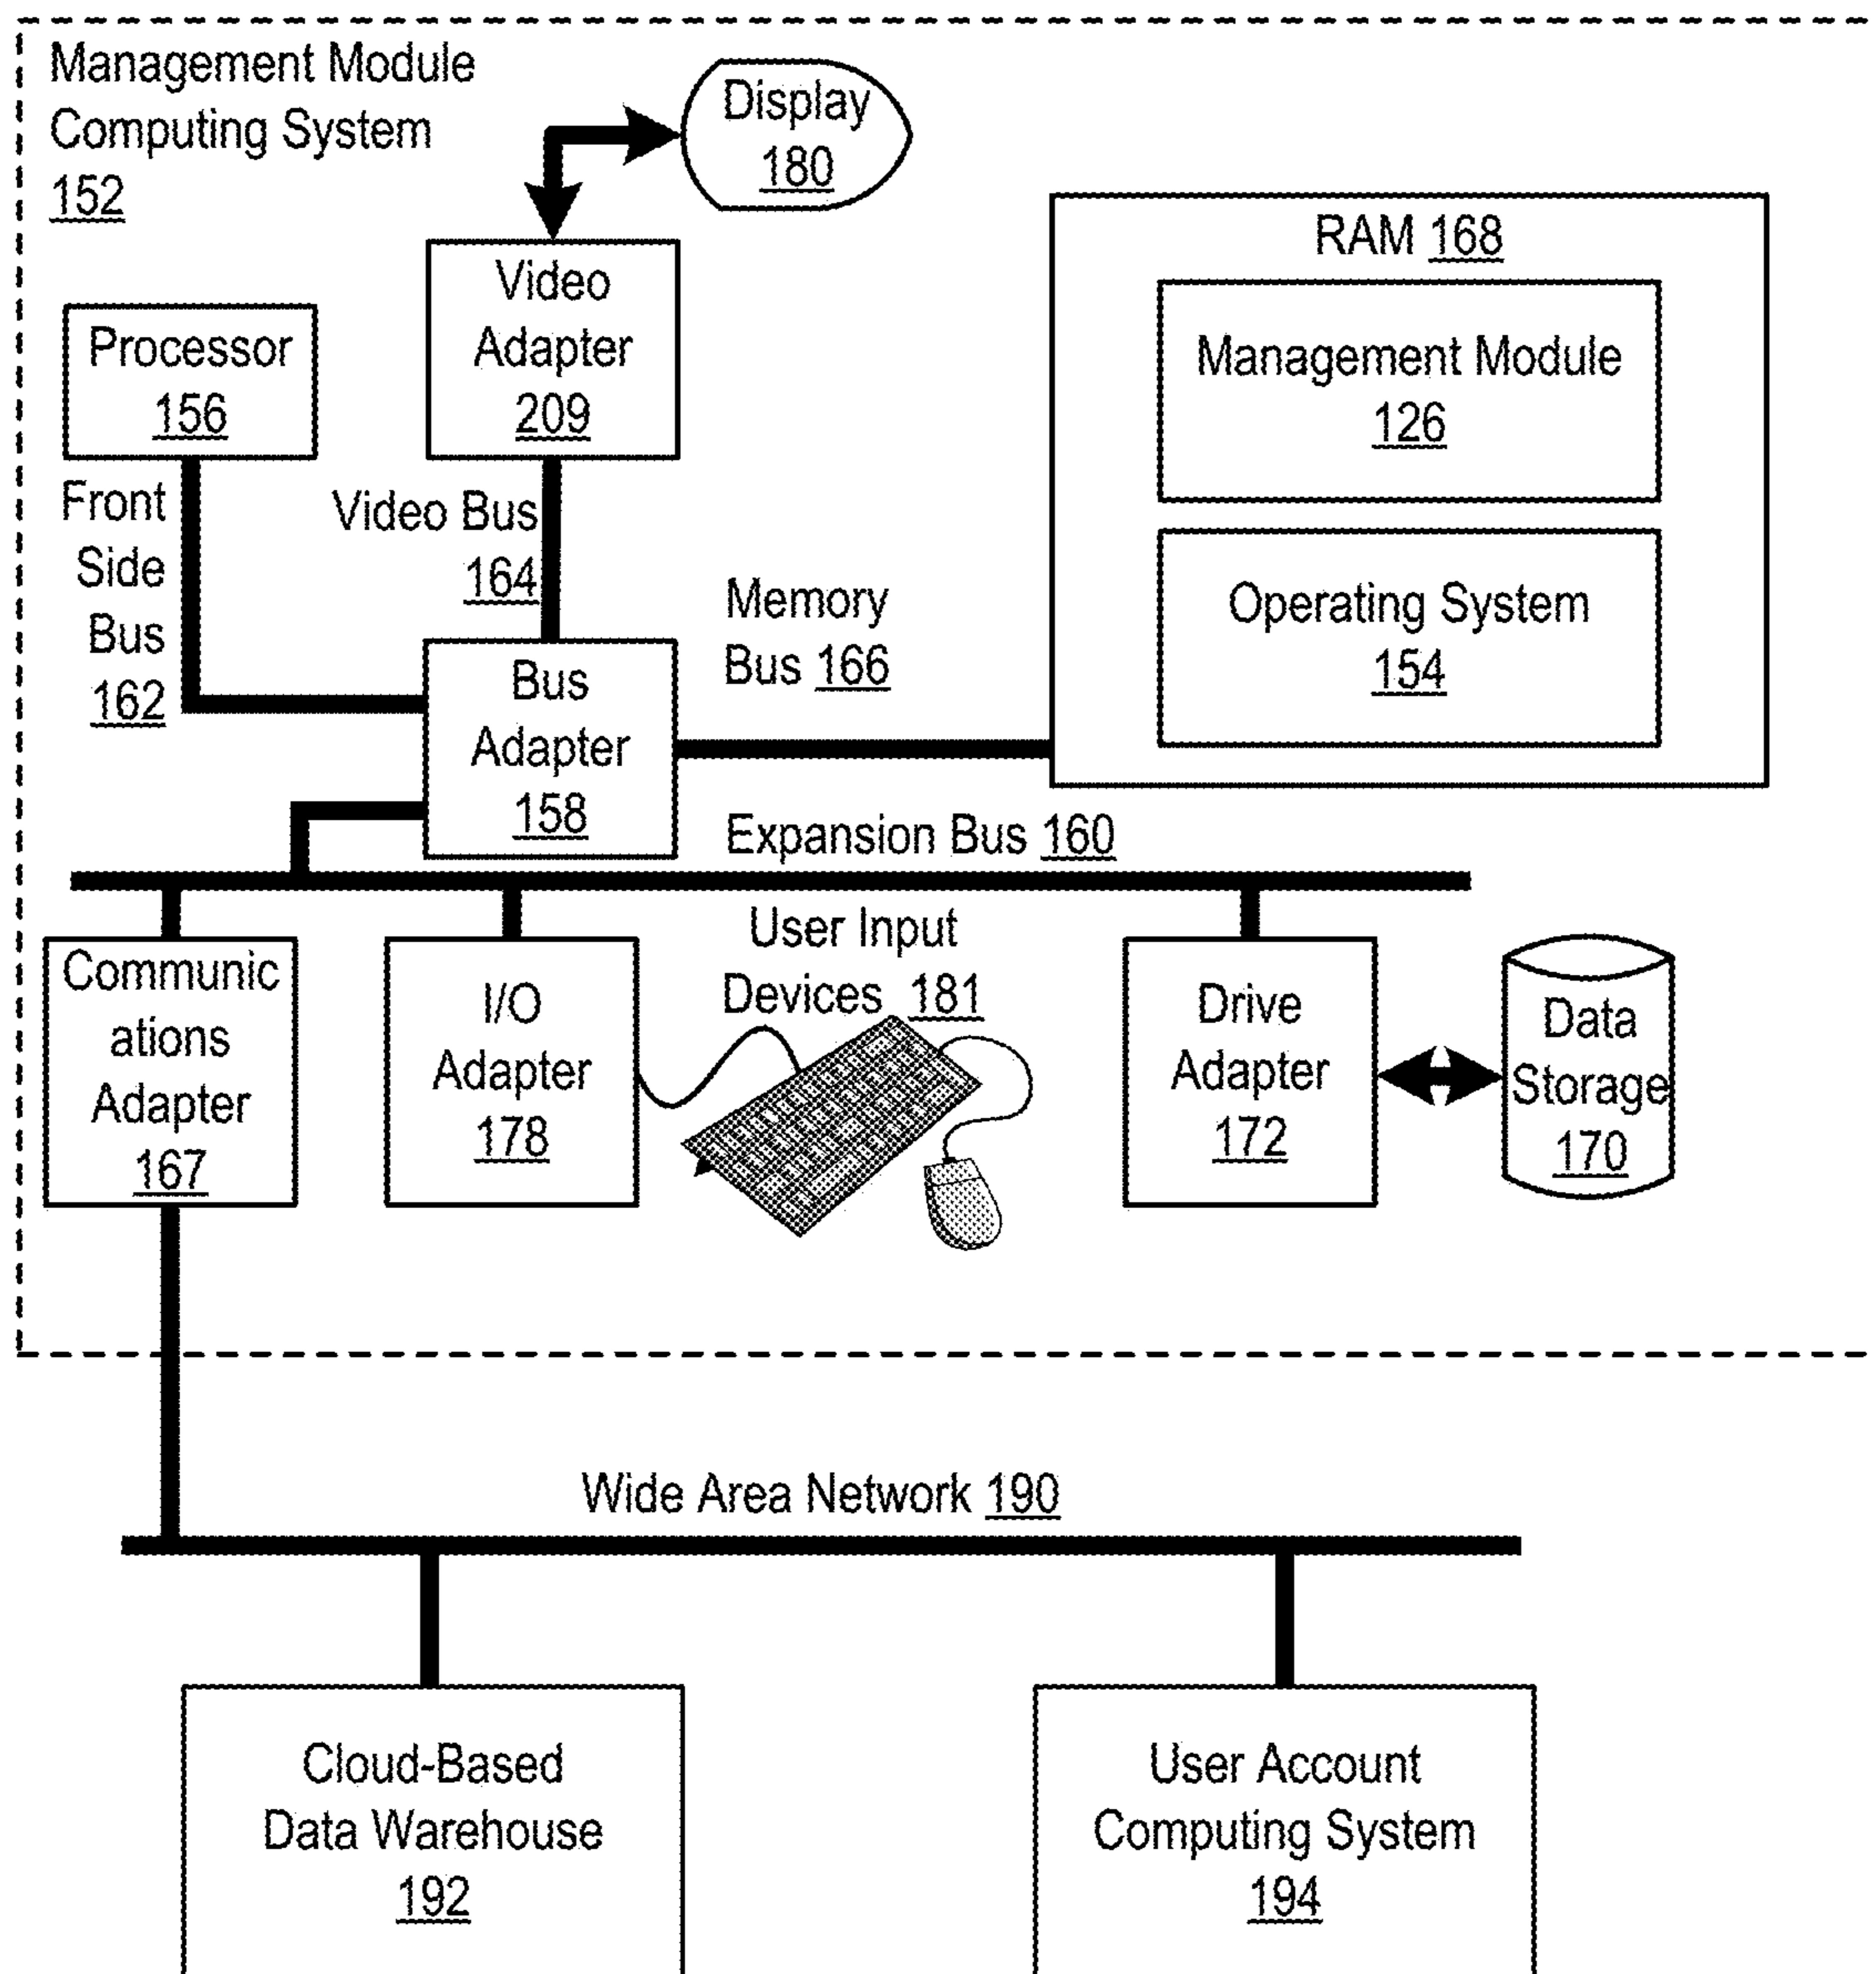 Management Module
Computing System
152
Display
180
RAM 168
Video
Adapter
209
Processor
156
Management Module
126
Front
Side
Bus
162
Video Bus
164
Operating System
154
Memory
Bus 166
Bus
Adapter
158
Expansion Bus 160
Communic
ations
Adapter
167
I/O
Adapter
178
User Input
Devices 181
Drive
Adapter
172
Data
Storage
170
Wide Area Network 190
Cloud-Based
Data Warehouse
192
User Account
Computing System
194